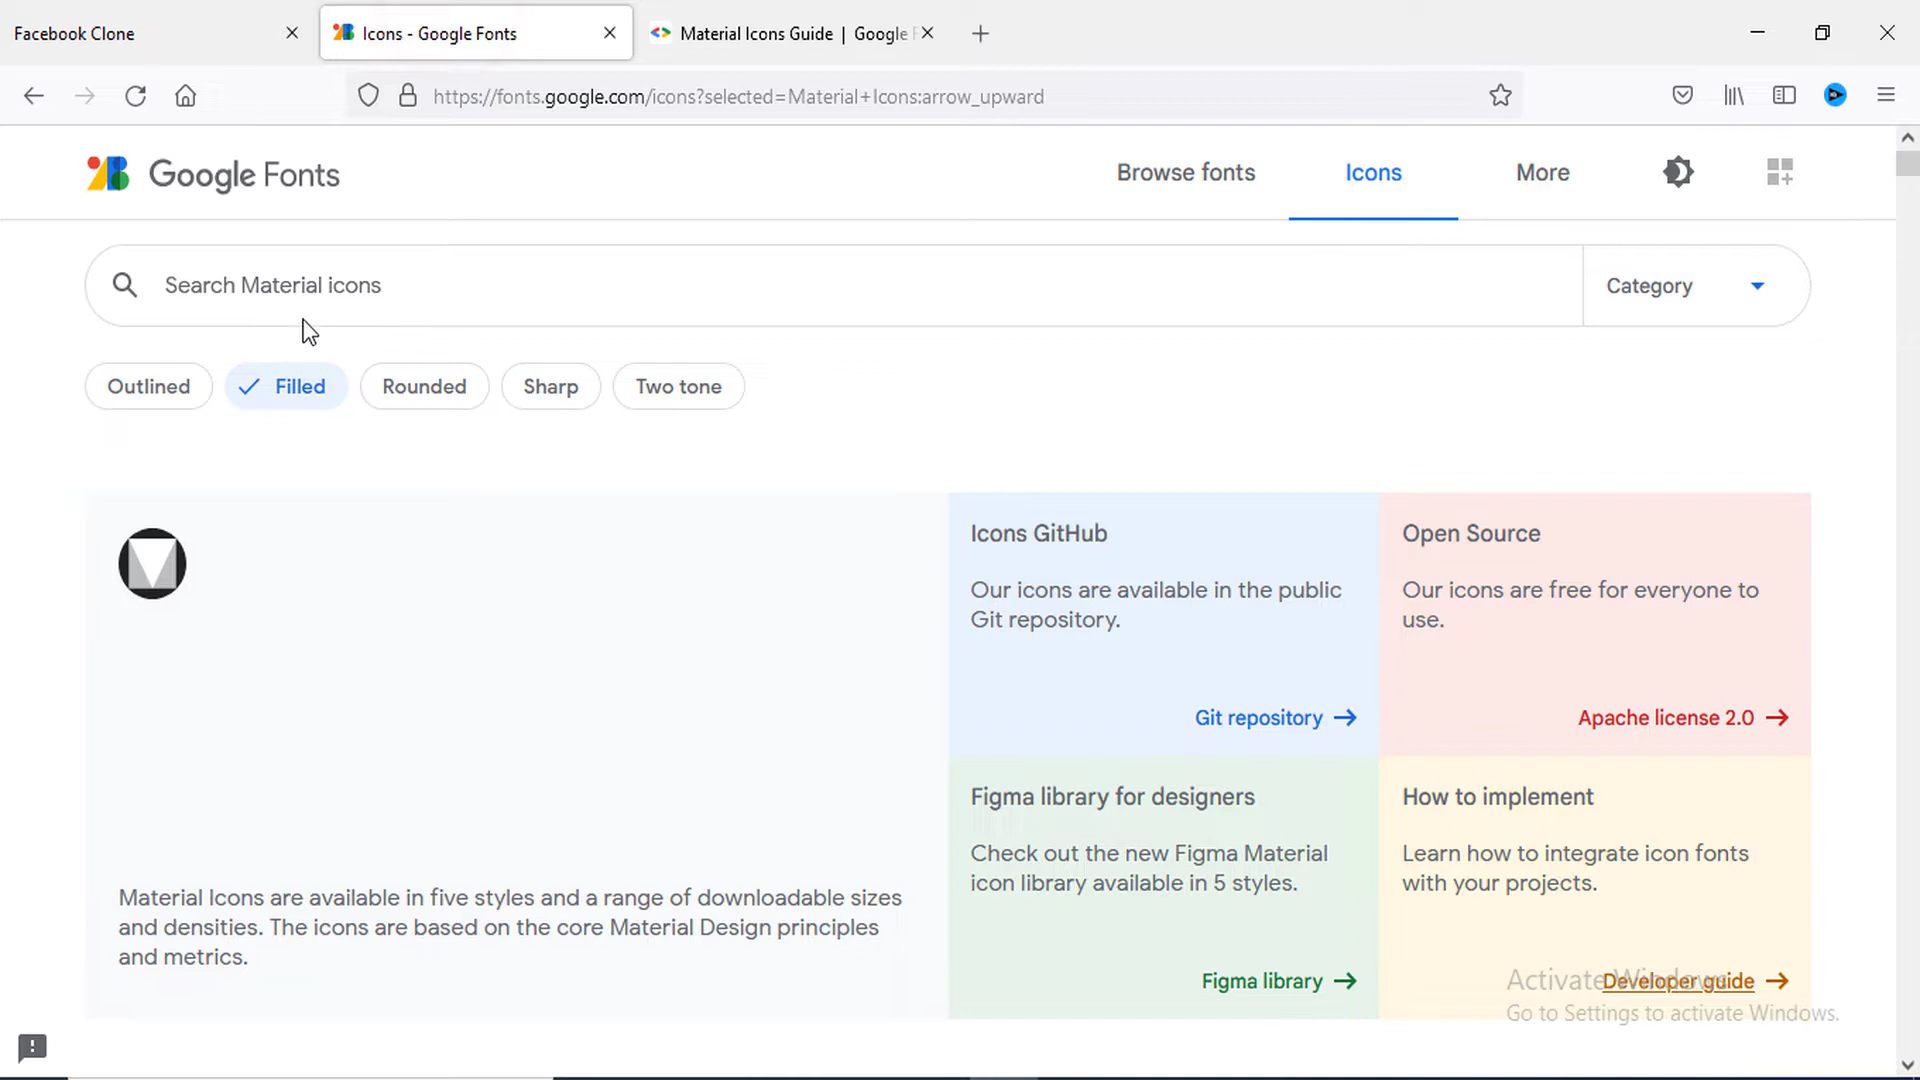 Facebook Clone
Icons - Google Fonts
Material Icons Guide | Google F
https://fonts.google.com/icons?selected=Material+Icons:arrow_upward
Google Fonts
Browse fonts
Icons
More
Search Material icons
Category
Outlined
Filled
Rounded
Sharp
Two tone
Material Icons are available in five styles and a range of downloadable sizes
and densities. The icons are based on the core Material Design principles
and metrics.
Icons GitHub
Our icons are available in the public
Git repository.
Git repository
Open Source
Our icons are free for everyone to
use.
Apache license 2.0
Figma library for designers
Check out the new Figma Material
icon library available in 5 styles.
Figma library
How to implement
Learn how to integrate icon fonts
with your projects.
Developer guide
Activate Windows
Go to Settings to activate Windows.